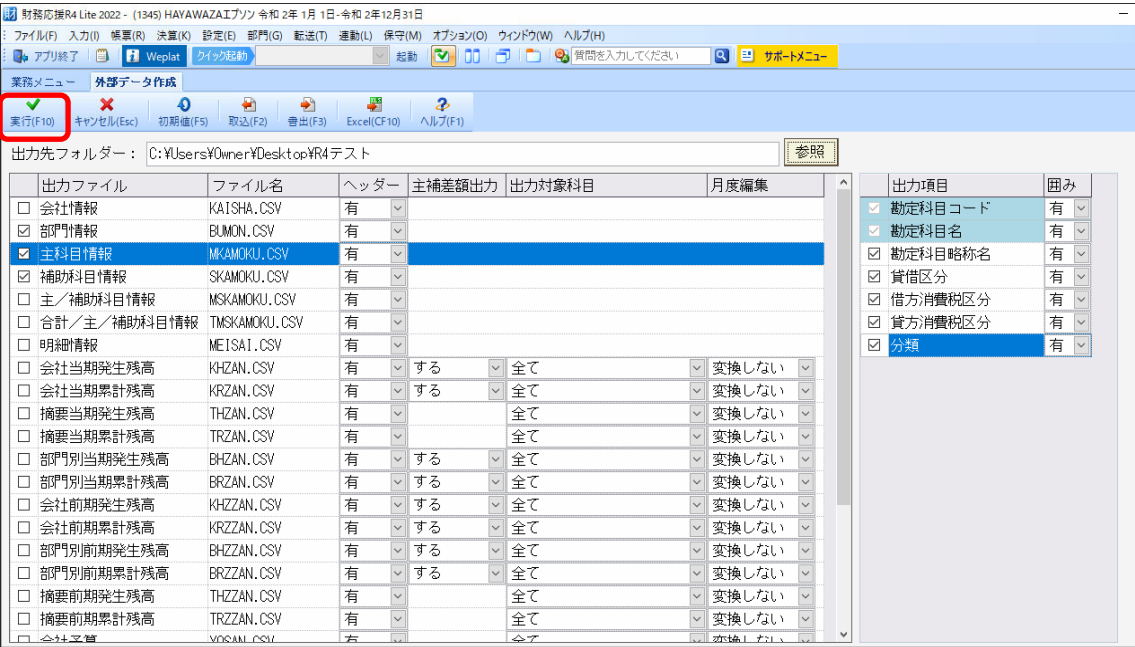 財務応援R4 Lite 2022 - (1345) HAYAWAZAエプソン 令和 2年 1月 1日-令和 2年12月31日
ファイル(F) 入力(I) 帳票(R) 決算(K) 設定(E) 部門(G) 転送(T) 連動(L) 保守(M) オプション(O) ウィンドウ(W) ヘルプ(H)
アプリ終了 Weplat クイック起動 起動 質問を入力してください サポートメニュー
業務メニュー 外部データ作成
実行(F10) キャンセル(Esc) 初期値(F5) 取込(F2) 書出(F3) Excel(CF10) ヘルプ(F1)
出力先フォルダー： C:¥Users¥Owner¥Desktop¥R4テスト 参照
出力ファイル ファイル名 ヘッダー 主補差額出力 出力対象科目 月度編集
会社情報 KAISHA.CSV 有
部門情報 BUMON.CSV 有
主科目情報 MKAMOKU.CSV 有
補助科目情報 SKAMOKU.CSV 有
主／補助科目情報 MSKAMOKU.CSV 有
合計／主／補助科目情報 TMSKAMOKU.CSV 有
明細情報 MEISAI.CSV 有
会社当期発生残高 KHZAN.CSV 有 する 全て 変換しない
会社当期累計残高 KRZAN.CSV 有 する 全て 変換しない
摘要当期発生残高 THZAN.CSV 有 全て 変換しない
摘要当期累計残高 TRZAN.CSV 有 全て 変換しない
部門別当期発生残高 BHZAN.CSV 有 する 全て 変換しない
部門別当期累計残高 BRZAN.CSV 有 する 全て 変換しない
会社前期発生残高 KHZZAN.CSV 有 する 全て 変換しない
会社前期累計残高 KRZZAN.CSV 有 する 全て 変換しない
部門別前期発生残高 BHZZAN.CSV 有 する 全て 変換しない
部門別前期累計残高 BRZZAN.CSV 有 する 全て 変換しない
摘要前期発生残高 THZZAN.CSV 有 全て 変換しない
摘要前期累計残高 TRZZAN.CSV 有 全て 変換しない
会社予算 YOSAN.CSV 有 全て 変換しない
出力項目 囲み
勘定科目コード 有
勘定科目名 有
勘定科目略称名 有
貸借区分 有
借方消費税区分 有
貸方消費税区分 有
分類 有